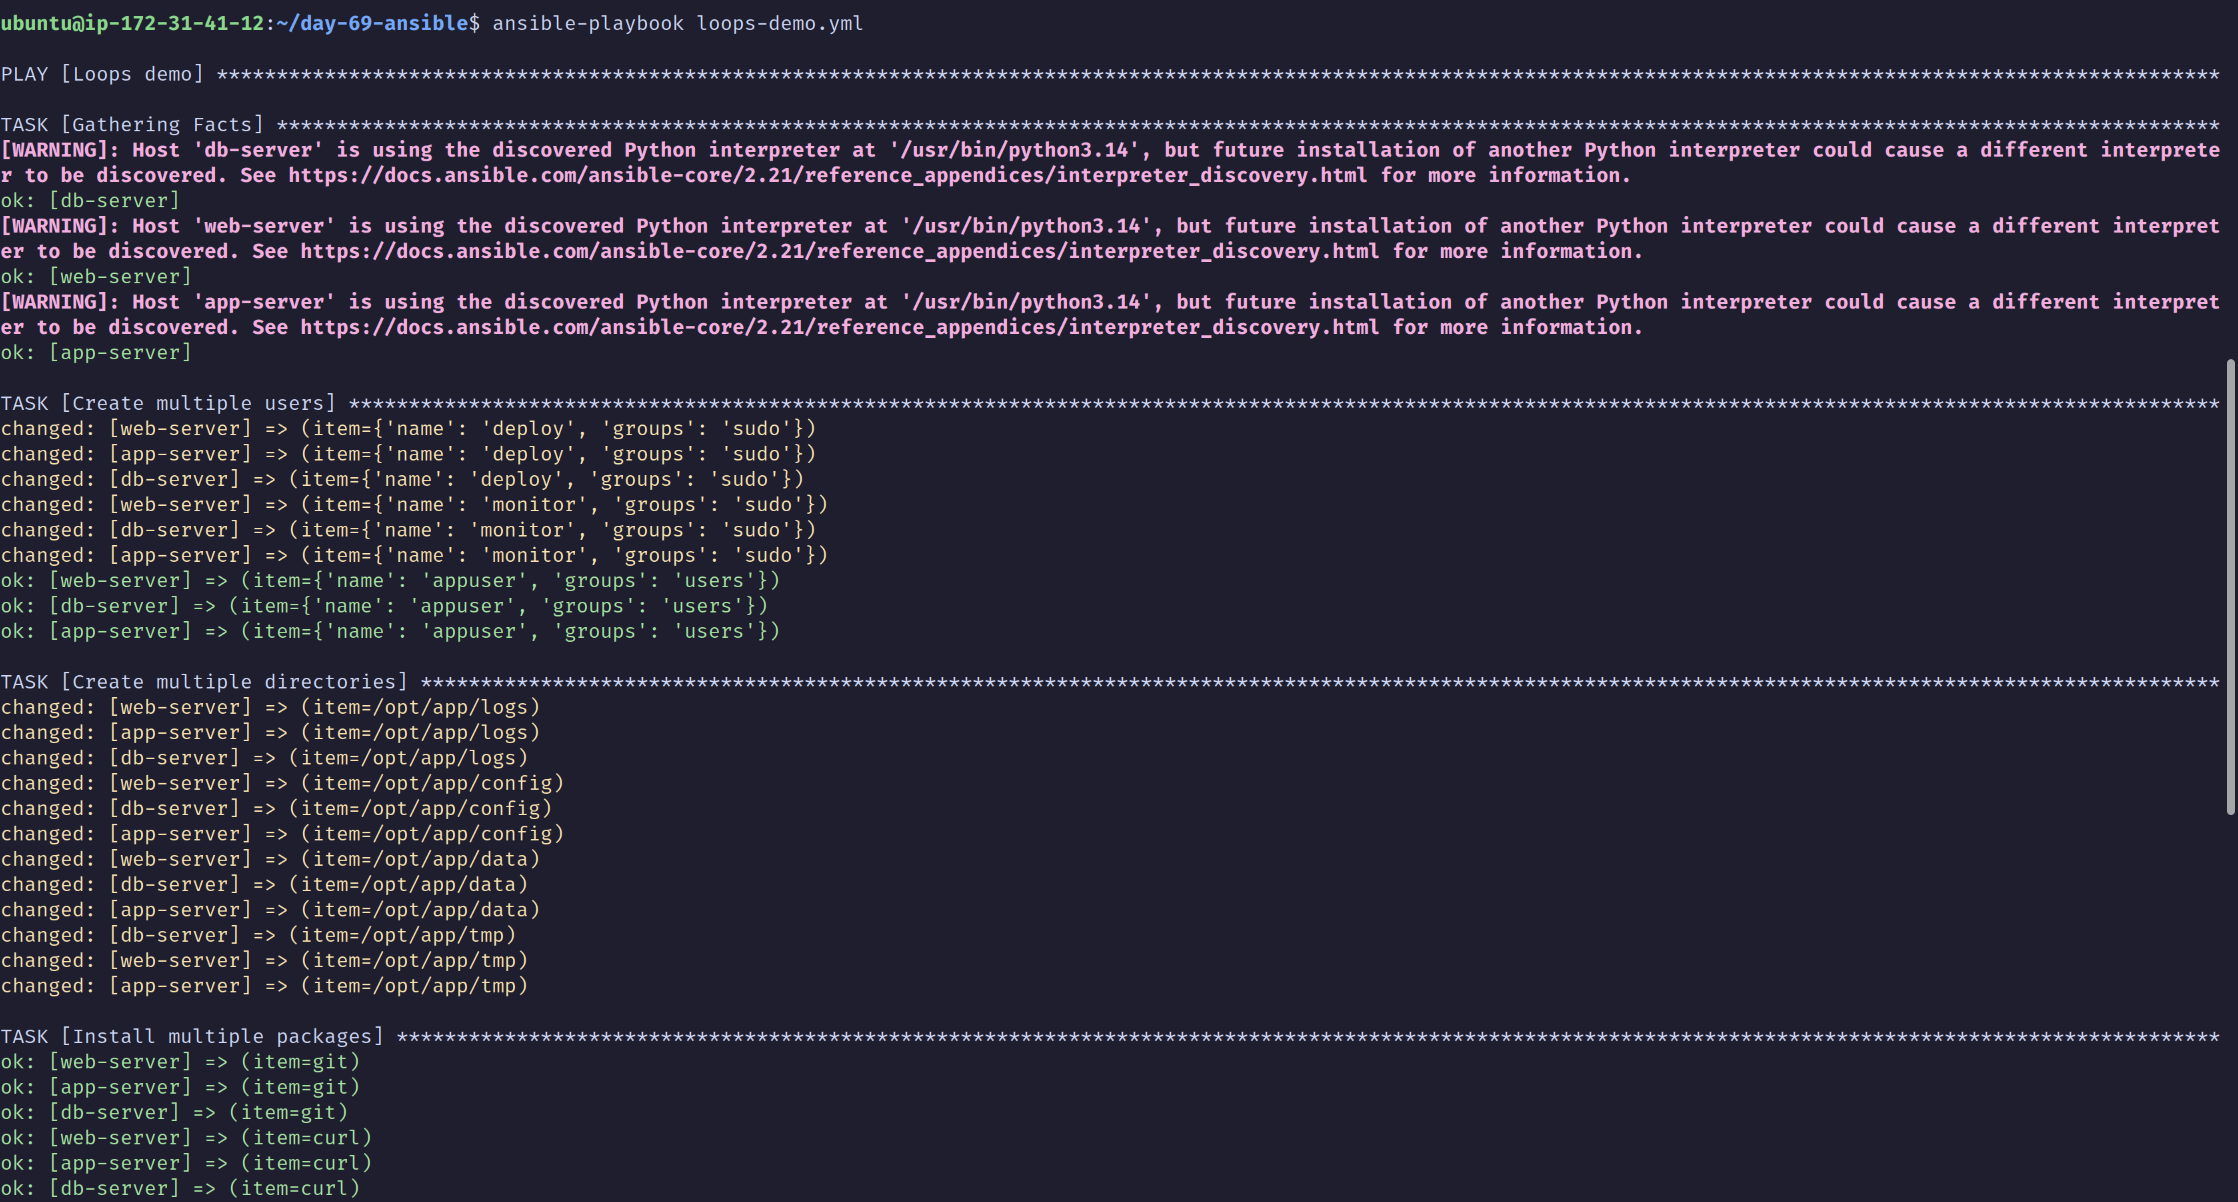 ubuntu@ip-172-31-41-12:~/day-69-ansible$ ansible-playbook loops-demo.yml
PLAY [Loops demo] ************************************************************************************************************************************************************************
TASK [Gathering Facts] *******************************************************************************************************************************************************************
[WARNING]: Host 'db-server' is using the discovered Python interpreter at '/usr/bin/python3.14', but future installation of another Python interpreter could cause a different interprete
r to be discovered. See https://docs.ansible.com/ansible-core/2.21/reference_appendices/interpreter_discovery.html for more information.
ok: [db-server]
[WARNING]: Host 'web-server' is using the discovered Python interpreter at '/usr/bin/python3.14', but future installation of another Python interpreter could cause a different interpret
er to be discovered. See https://docs.ansible.com/ansible-core/2.21/reference_appendices/interpreter_discovery.html for more information.
ok: [web-server]
[WARNING]: Host 'app-server' is using the discovered Python interpreter at '/usr/bin/python3.14', but future installation of another Python interpreter could cause a different interpret
er to be discovered. See https://docs.ansible.com/ansible-core/2.21/reference_appendices/interpreter_discovery.html for more information.
ok: [app-server]
TASK [Create multiple users] *************************************************************************************************************************************************************
changed: [web-server] => (item={'name': 'deploy', 'groups': 'sudo'})
changed: [app-server] => (item={'name': 'deploy', 'groups': 'sudo'})
changed: [db-server] => (item={'name': 'deploy', 'groups': 'sudo'})
changed: [web-server] => (item={'name': 'monitor', 'groups': 'sudo'})
changed: [db-server] => (item={'name': 'monitor', 'groups': 'sudo'})
changed: [app-server] => (item={'name': 'monitor', 'groups': 'sudo'})
ok: [web-server] => (item={'name': 'appuser', 'groups': 'users'})
ok: [db-server] => (item={'name': 'appuser', 'groups': 'users'})
ok: [app-server] => (item={'name': 'appuser', 'groups': 'users'})
TASK [Create multiple directories] *******************************************************************************************************************************************************
changed: [web-server] => (item=/opt/app/logs)
changed: [app-server] => (item=/opt/app/logs)
changed: [db-server] => (item=/opt/app/logs)
changed: [web-server] => (item=/opt/app/config)
changed: [db-server] => (item=/opt/app/config)
changed: [app-server] => (item=/opt/app/config)
changed: [web-server] => (item=/opt/app/data)
changed: [db-server] => (item=/opt/app/data)
changed: [app-server] => (item=/opt/app/data)
changed: [db-server] => (item=/opt/app/tmp)
changed: [web-server] => (item=/opt/app/tmp)
changed: [app-server] => (item=/opt/app/tmp)
TASK [Install multiple packages] *********************************************************************************************************************************************************
ok: [web-server] => (item=git)
ok: [app-server] => (item=git)
ok: [db-server] => (item=git)
ok: [web-server] => (item=curl)
ok: [app-server] => (item=curl)
ok: [db-server] => (item=curl)